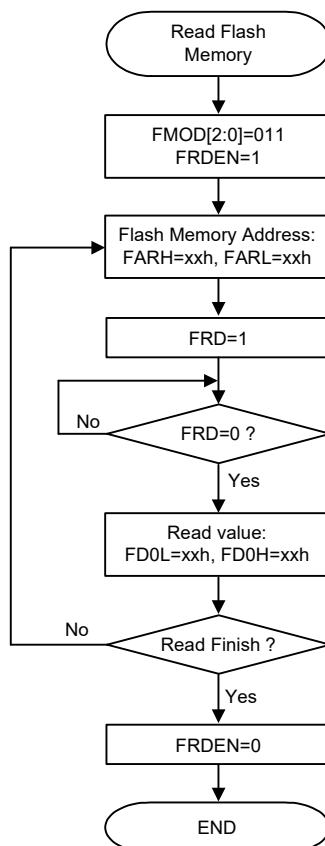 Read Flash
Memory
FMOD[2:0]=011
FRDEN=1
Flash Memory Address:
FARH=xxh, FARL=xxh
FRD=1
No
FRD=0 ?
Yes
Read value:
FD0L=xxh, FD0H=xxh
No
Read Finish ?
Yes
FRDEN=0
END